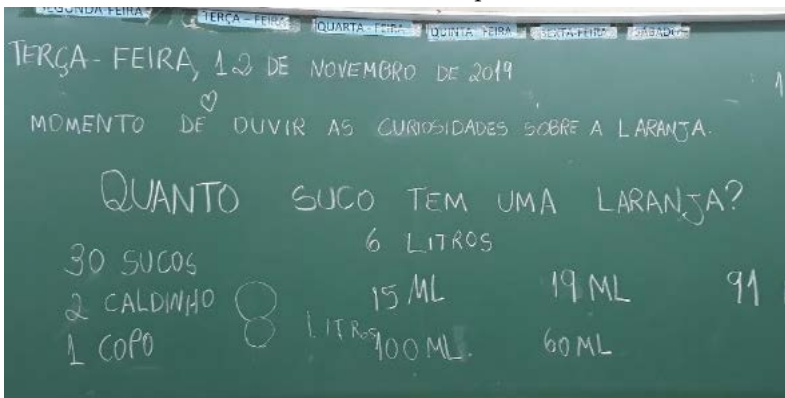 SEGUNDA FEIRA TERÇA - FEIRA QUARTA - FEIRA QUINTA - FEIRA SEXTA-FEIRA SÁBADO
TERÇA - FEIRA, 12 DE NOVEMBRO DE 2019
MOMENTO DE OUVIR AS CURIOSIDADES SOBRE A LARANJA.
QUANTO SUCO TEM UMA LARANJA?
6 LITROS
30 SUCOS
2 CALDINHO 8 LITROS 15 ML 19 ML 91
1 COPO 100 ML. 60 ML